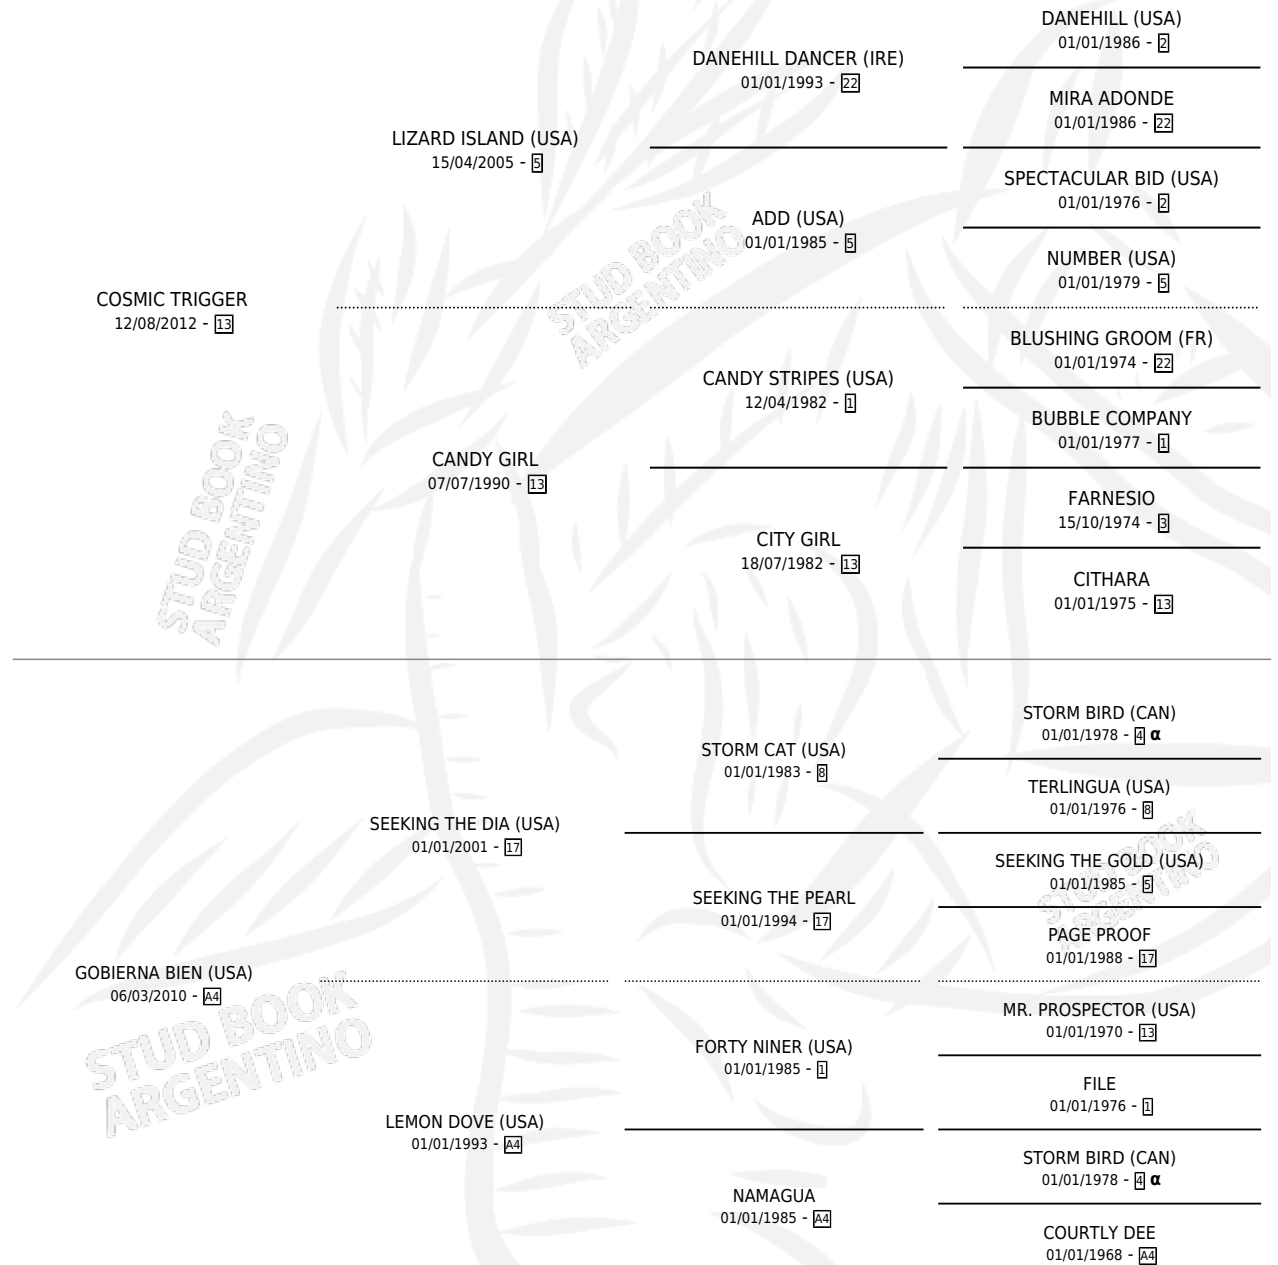 DANEHILL (USA)
01/01/1986 - 2
DANEHILL DANCER (IRE)
01/01/1993 - 22
MIRA ADONDE
01/01/1986 - 22
LIZARD ISLAND (USA)
15/04/2005 - 5
SPECTACULAR BID (USA)
01/01/1976 - 2
ADD (USA)
01/01/1985 - 5
NUMBER (USA)
01/01/1979 - 5
COSMIC TRIGGER
12/08/2012 - 13
BLUSHING GROOM (FR)
01/01/1974 - 22
CANDY STRIPES (USA)
12/04/1982 - 1
BUBBLE COMPANY
01/01/1977 - 1
CANDY GIRL
07/07/1990 - 13
FARNESIO
15/10/1974 - 3
CITY GIRL
18/07/1982 - 13
CITHARA
01/01/1975 - 13
STORM BIRD (CAN)
01/01/1978 - 4 α
STORM CAT (USA)
01/01/1983 - 8
TERLINGUA (USA)
01/01/1976 - 8
SEEKING THE DIA (USA)
01/01/2001 - 17
SEEKING THE GOLD (USA)
01/01/1985 - 5
SEEKING THE PEARL
01/01/1994 - 17
PAGE PROOF
01/01/1988 - 17
GOBIERNA BIEN (USA)
06/03/2010 - A4
MR. PROSPECTOR (USA)
01/01/1970 - 13
FORTY NINER (USA)
01/01/1985 - 1
FILE
01/01/1976 - 1
LEMON DOVE (USA)
01/01/1993 - A4
STORM BIRD (CAN)
01/01/1978 - 4 α
NAMAGUA
01/01/1985 - A4
COURTLY DEE
01/01/1968 - A4
STUD BOOK
ARGENTINO
STUD BOOK
ARGENTINO
STUD BOOK
ARGENTINO
STUD BOOK
ARGENTINO